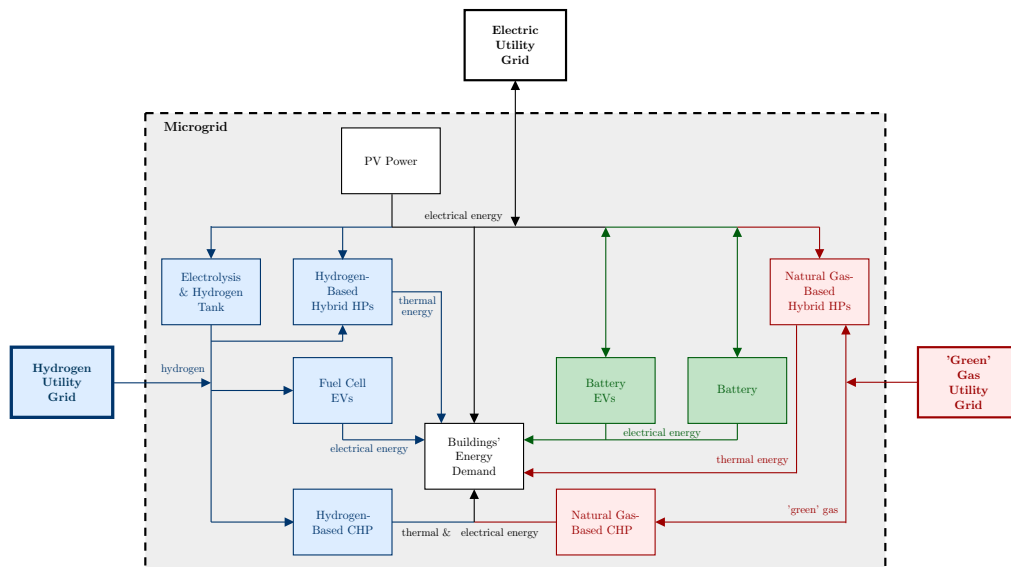 Electric
Utility
Grid
Microgrid
PV Power
electrical energy
Electrolysis
& Hydrogen
Tank
Hydrogen-
Based
Hybrid HPs
thermal
energy
Natural Gas-
Based
Hybrid HPs
Hydrogen
Utility
Grid
hydrogen
Fuel Cell
EVs
electrical energy
Battery
EVs
Battery
electrical energy
'Green'
Gas
Utility
Grid
Buildings'
Energy
Demand
thermal energy
Hydrogen-
Based CHP
thermal & electrical energy
Natural Gas-
Based CHP
'green' gas